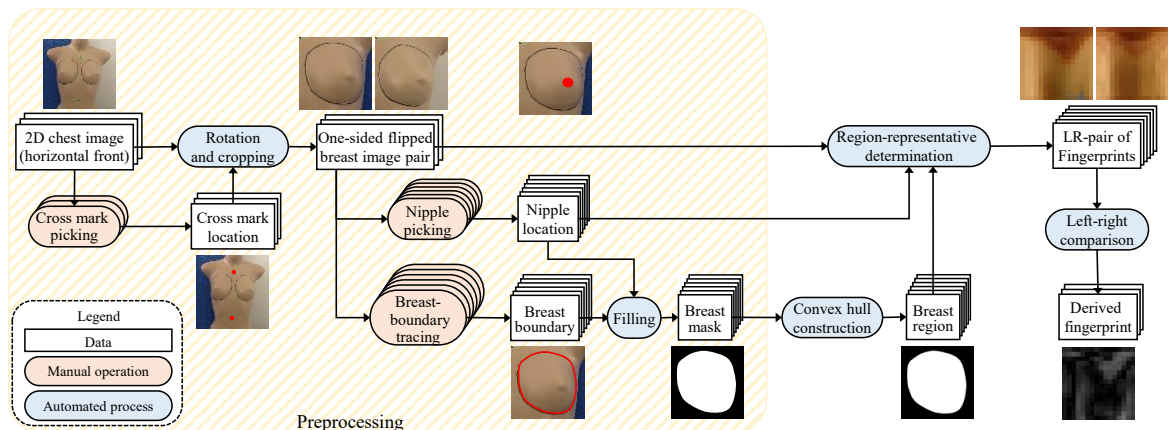 2D chest image
(horizontal front)
Rotation
and cropping
One-sided flipped
breast image pair
Region-representative
determination
LR-pair of
Fingerprints
Cross mark
picking
Cross mark
location
Nipple
picking
Nipple
location
Left-right
comparison
Breast-
boundary
tracing
Breast
boundary
Filling
Breast
mask
Convex hull
construction
Breast
region
Derived
fingerprint
Legend
Data
Manual operation
Automated process
Preprocessing